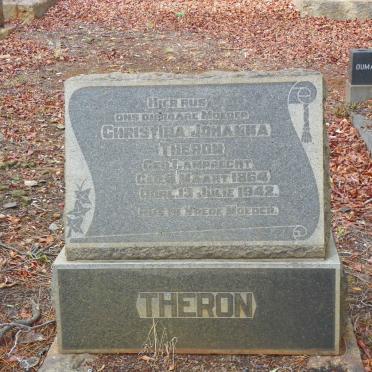 HIER RUS
ONS DIERBARE MOEDER
CHRISTINA JOHANNA
THERON
GEB. LAMPRECHT
GEB. MAART 1864
OORL. 13 JULIE 1942.
RUS IN VREDE MOEDER.
THERON
OUMA